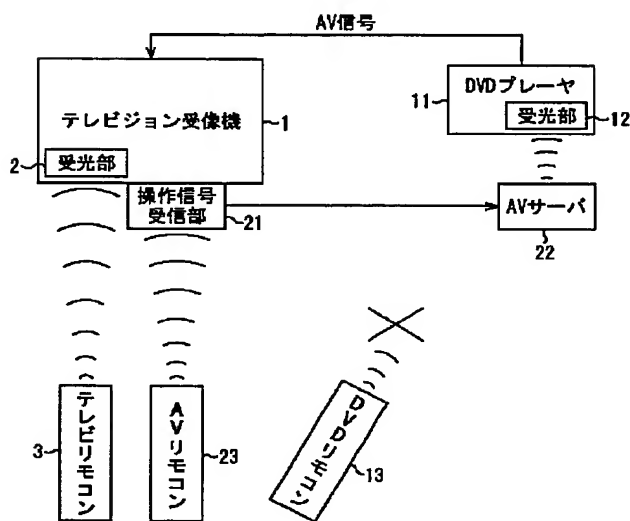 AV信号
テレビジョン受像機
1
2
受光部
DVDプレーヤ
11
受光部
12
操作信号
受信部
21
AVサーバ
22
テレビリモコン
3
AVリモコン
23
DVDリモコン
13